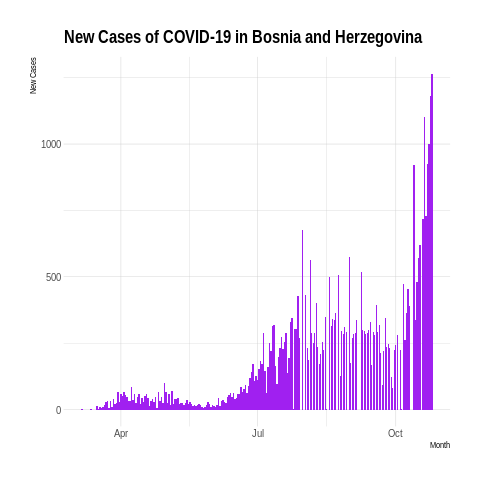 New Cases of COVID-19 in Bosnia and Herzegovina
New Cases
1000
500
0
Apr
Jul
Oct
Month